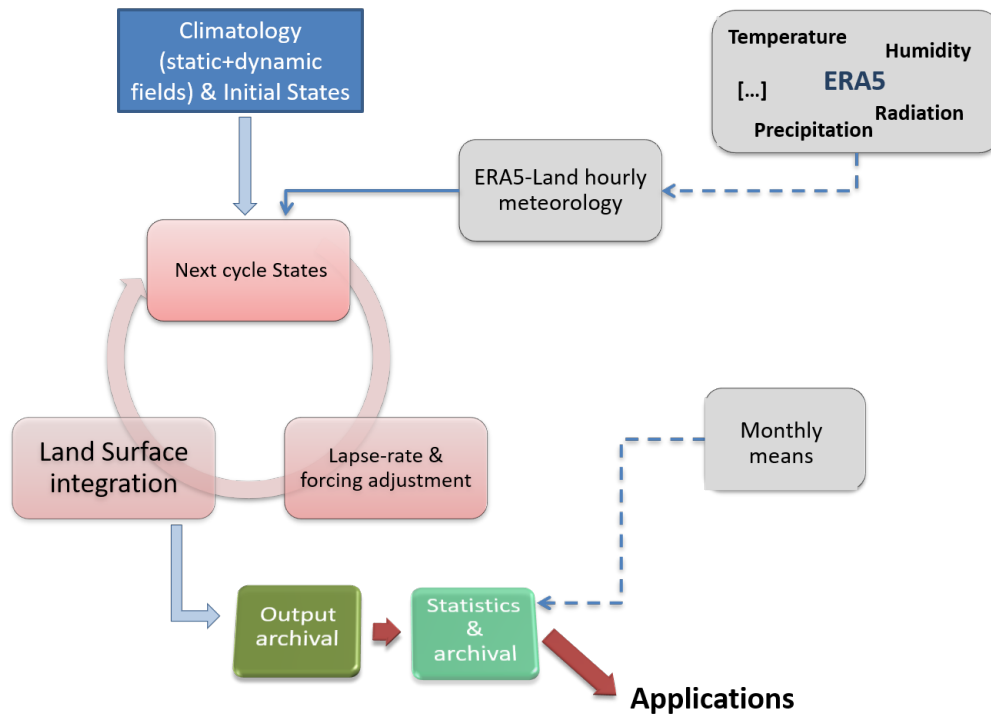 Climatology
(static+dynamic
fields) & Initial States
Temperature
Humidity
ERA5
[...]
Radiation
Precipitation
ERA5-Land hourly
meteorology
Next cycle States
Land Surface
integration
Lapse-rate &
forcing adjustment
Monthly
means
Output
archival
Statistics
&
archival
Applications